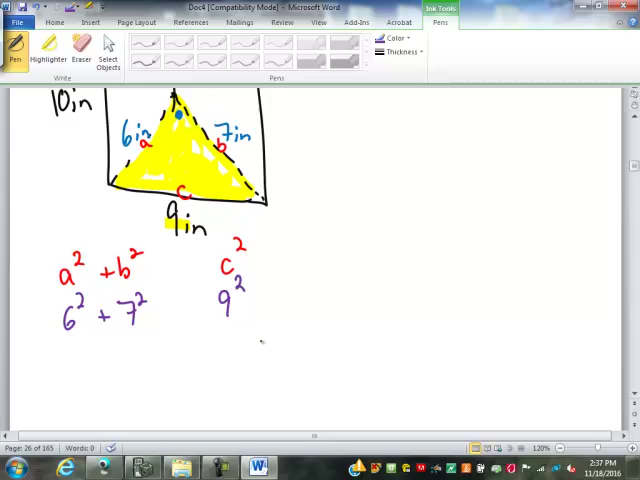 Doc4 [Compatibility Mode] - Microsoft Word
Ink Tools
File Home Insert Page Layout References Mailings Review View Add-Ins Acrobat Pens
Pen Highlighter Eraser Select Objects
Color
Thickness
Write
Pens
10in
6in
7in
a
b
c
9in
a² + b² c²
6² + 7² 9²
Page: 26 of 165 Words: 0
120%
2:37 PM
11/18/2016